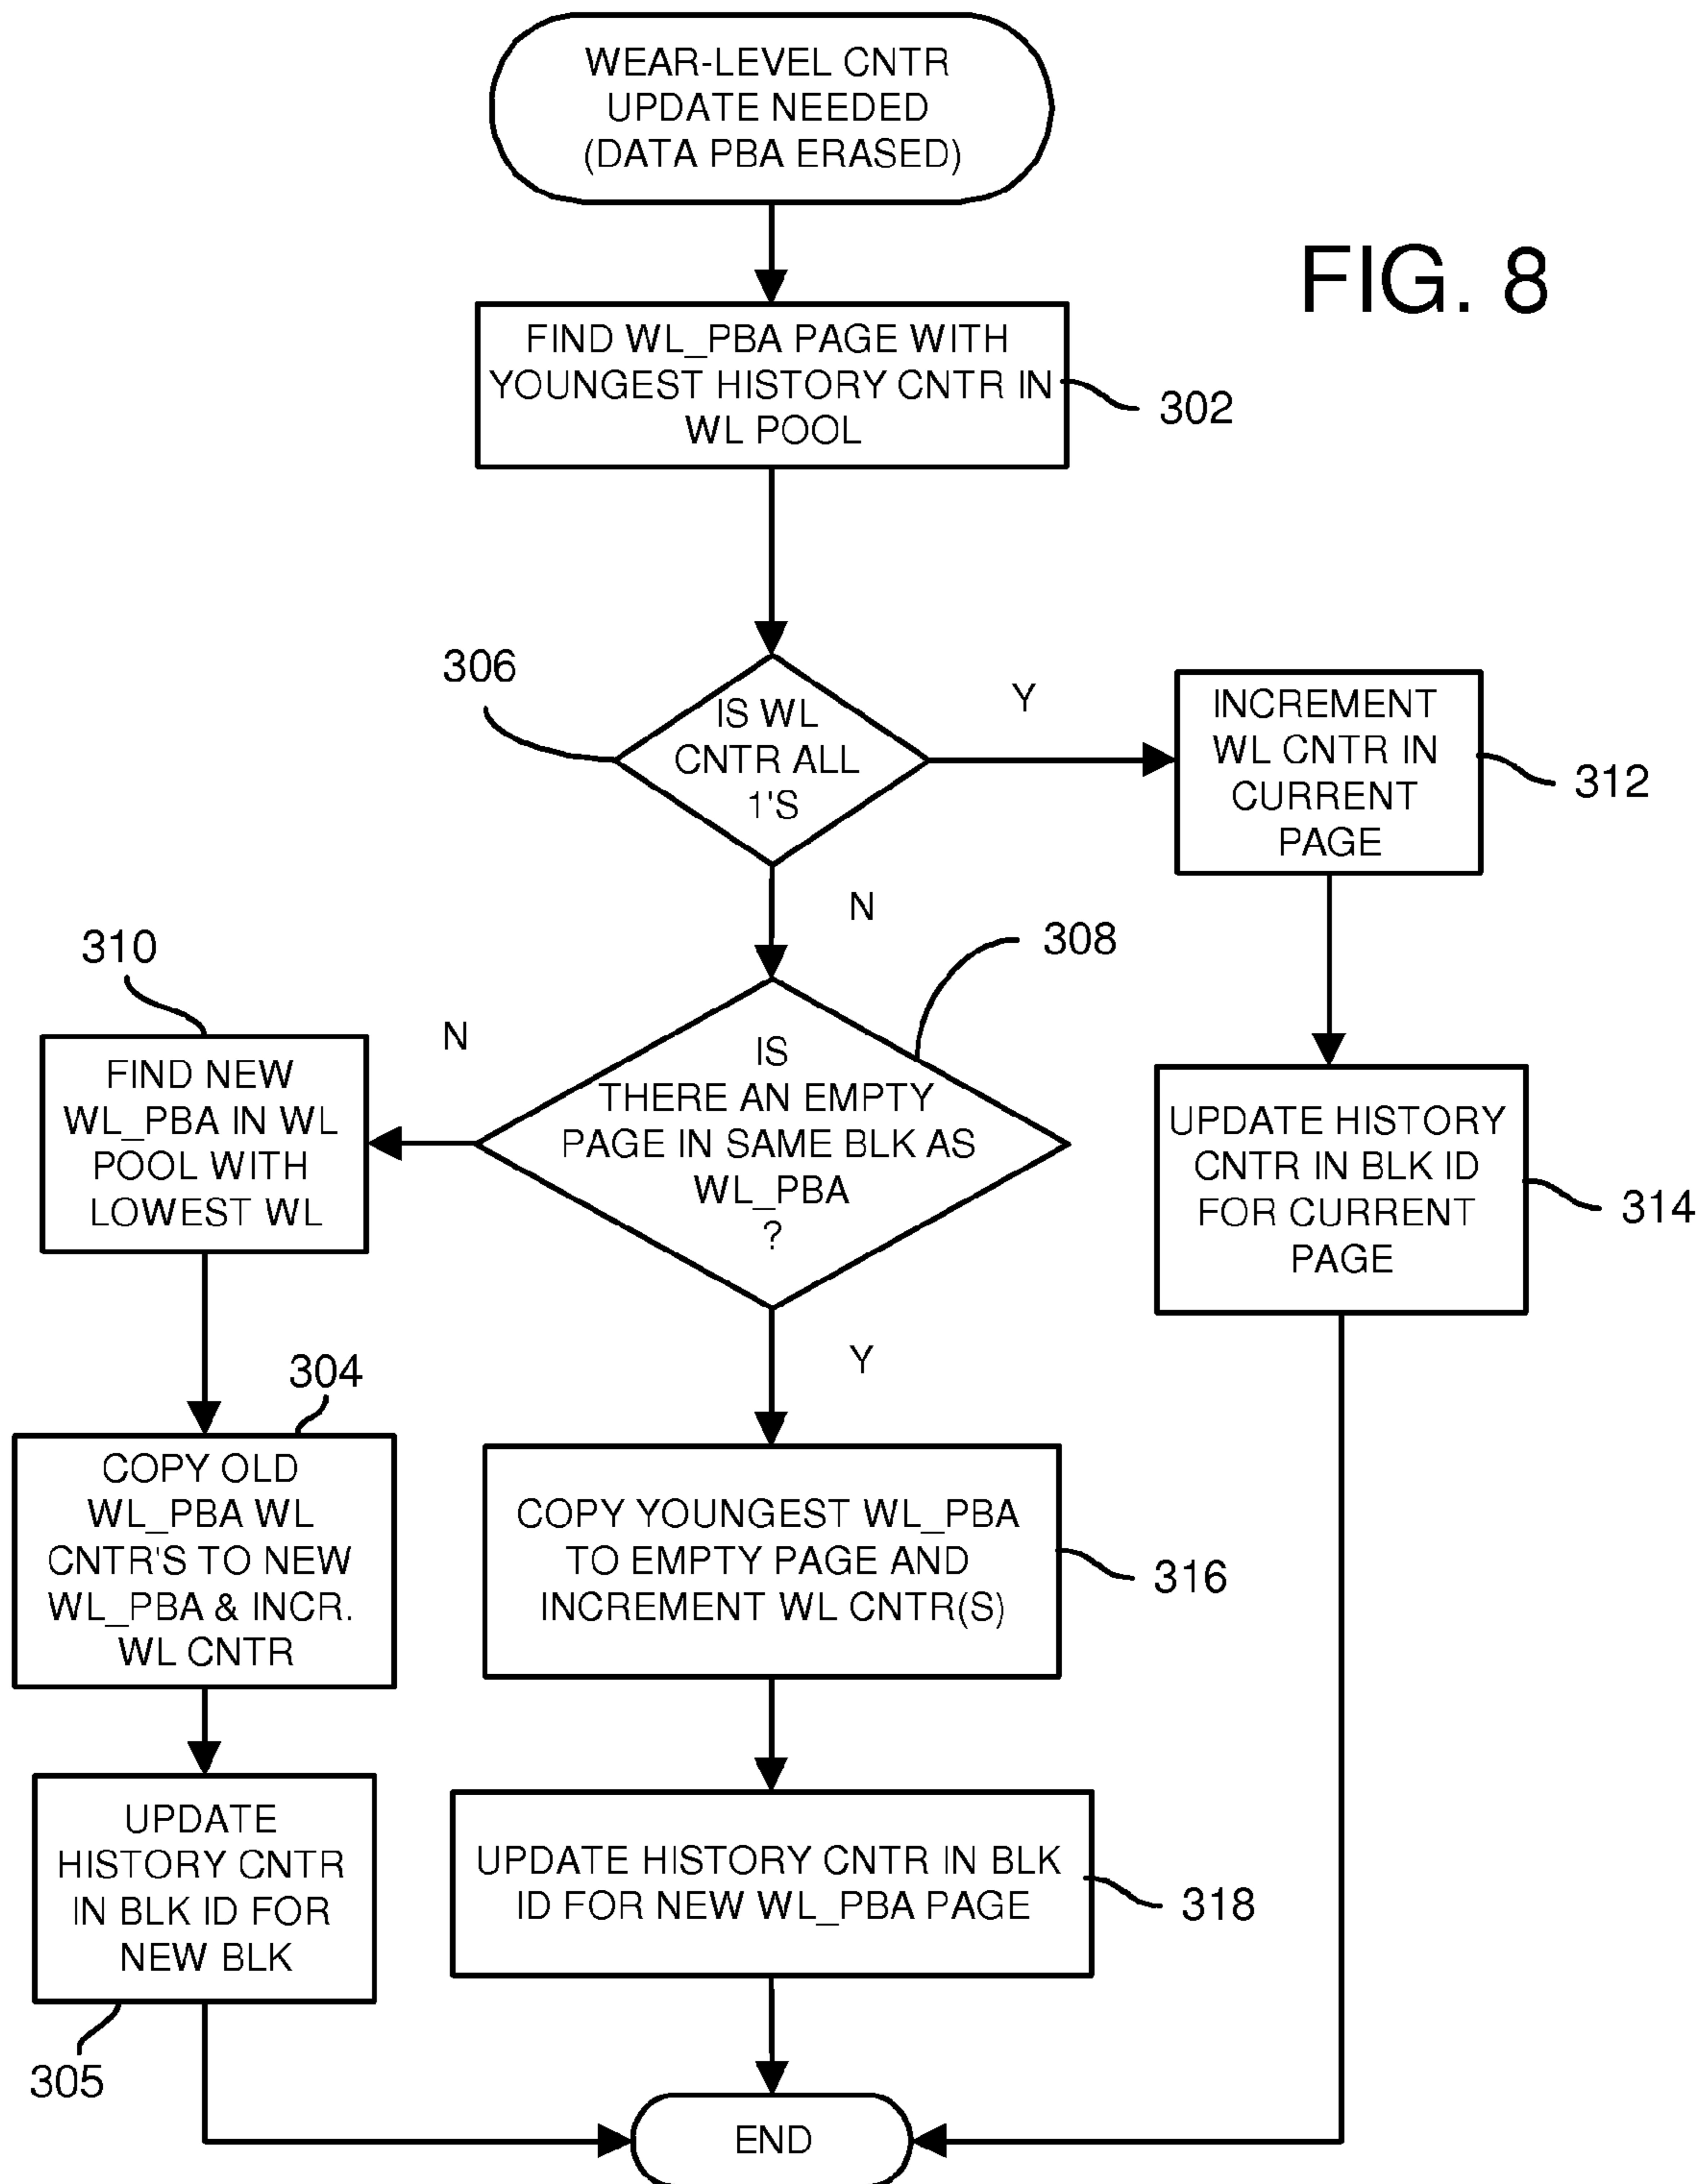 WEAR-LEVEL CNTR
UPDATE NEEDED
(DATA PBA ERASED)
FIG. 8
FIND WL_PBA PAGE WITH
YOUNGEST HISTORY CNTR IN
WL POOL
302
306
IS WL
CNTR ALL
1'S
Y
N
INCREMENT
WL CNTR IN
CURRENT
PAGE
312
308
IS
THERE AN EMPTY
PAGE IN SAME BLK AS
WL_PBA
?
N
Y
310
FIND NEW
WL_PBA IN WL
POOL WITH
LOWEST WL
UPDATE HISTORY
CNTR IN BLK ID
FOR CURRENT
PAGE
314
304
COPY OLD
WL_PBA WL
CNTR'S TO NEW
WL_PBA & INCR.
WL CNTR
COPY YOUNGEST WL_PBA
TO EMPTY PAGE AND
INCREMENT WL CNTR(S)
316
UPDATE
HISTORY CNTR
IN BLK ID FOR
NEW BLK
305
UPDATE HISTORY CNTR IN BLK
ID FOR NEW WL_PBA PAGE
318
END